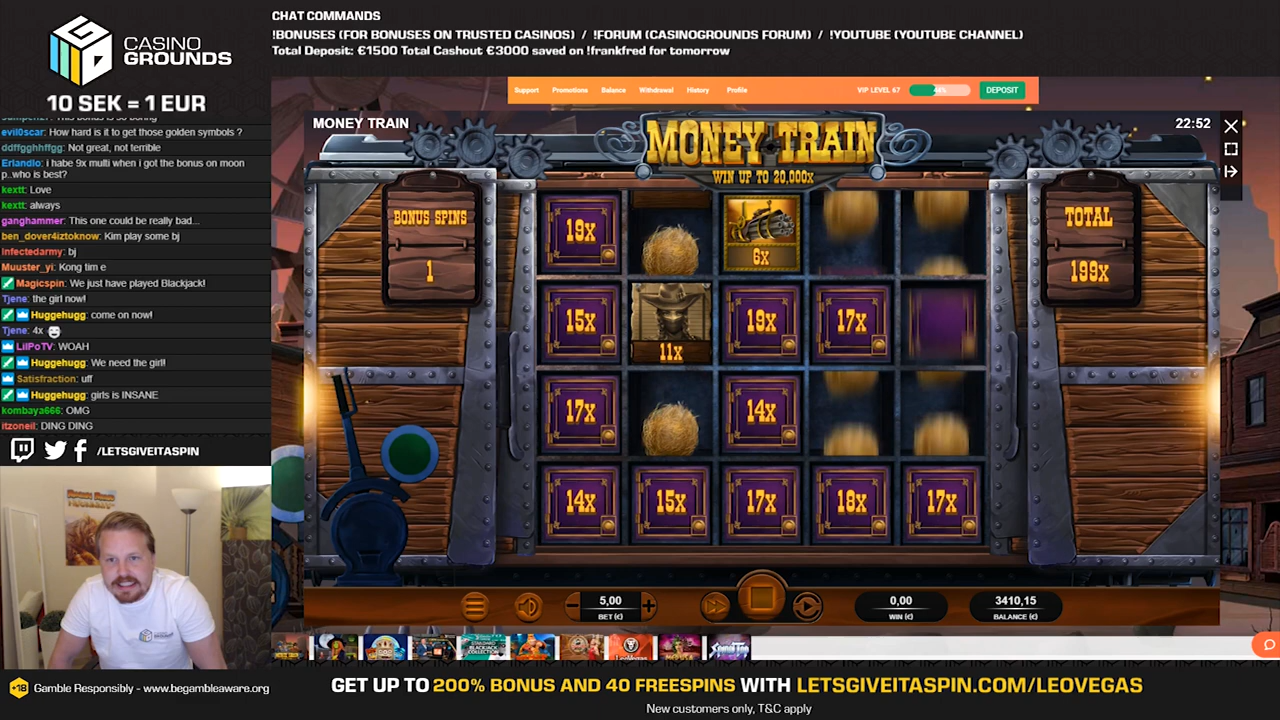 CHAT COMMANDS
!BONUSES (FOR BONUSES ON TRUSTED CASINOS) / !FORUM (CASINOGROUNDS FORUM) / !YOUTUBE (YOUTUBE CHANNEL)
Total Deposit: €1500 Total Cashout €3000 saved on !frankfred for tomorrow
CASINO
GROUNDS
10 SEK = 1 EUR
evil0scar: How hard is it to get those golden symbols ?
ddffgghhffgg: Not great, not terrible
Erlandlo: i habe 9x multi when i got the bonus on moon
p..who is best?
kextt: Love
kextt: always
ganghammer: This one could be really bad...
ben_dover4iztoknow: Kim play some bj
infectedarmy: bj
Muuster_yi: Kong tim e
Magicspin: We just have played Blackjack!
Tjene: the girl now!
Huggehugg: come on now!
Tjene: 4x
LilPoTV: WOAH
Huggehugg: We need the girl!
Satisfraction: uff
Huggehugg: girls is INSANE
kombaya666: OMG
itzoneil: DING DING
/LETSGIVEITASPIN
Support Promotions Balance Withdrawal History Profile VIP LEVEL 67 DEPOSIT
MONEY TRAIN
22:52
MONEY TRAIN
WIN UP TO 20,000x
BONUS SPINS
1
TOTAL
199x
19x 6x
15x 11x 19x 17x
17x 14x
14x 15x 17x 18x 17x
5,00
BET (€)
0,00
WIN (€)
3410,15
BALANCE (€)
+18 Gamble Responsibly - www.begambleaware.org
GET UP TO 200% BONUS AND 40 FREESPINS WITH LETSGIVEITASPIN.COM/LEOVEGAS
New customers only, T&C apply